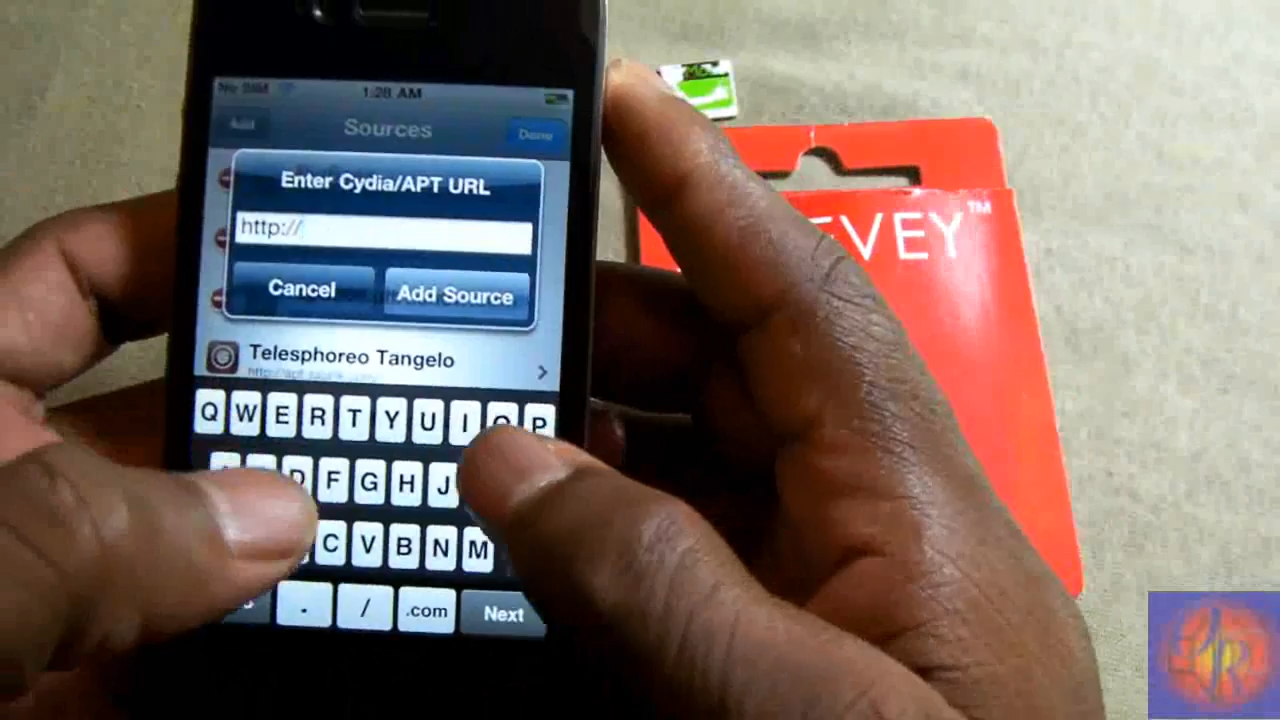 No SIM 1:28 AM
Add Sources Done
Enter Cydia/APT URL
http://
Cancel Add Source
Telesphoreo Tangelo
Q W E R T Y U I O P
D F G H J
C V B N M
. / .com Next
EVEY™